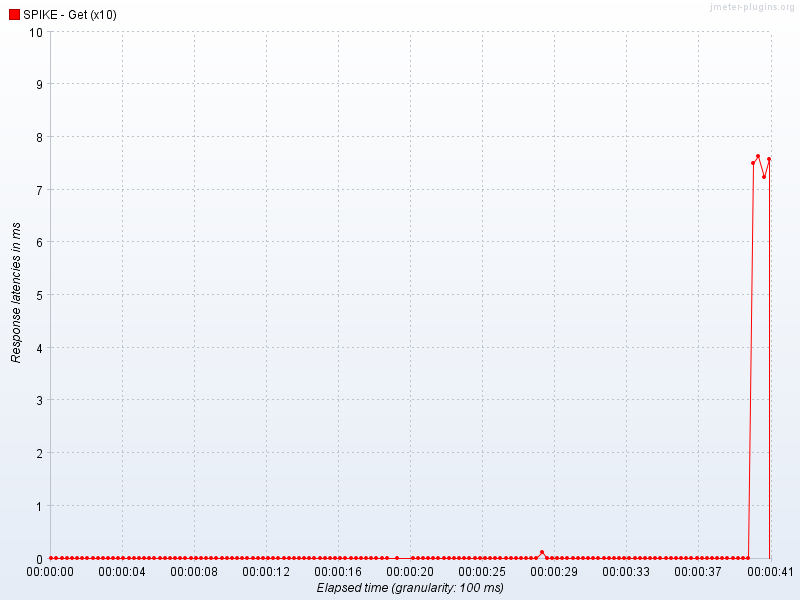 SPIKE - Get (x10)
jmeter-plugins.org
10
9
8
7
6
5
4
3
2
1
0
Response latencies in ms
00:00:00 00:00:04 00:00:08 00:00:12 00:00:16 00:00:20 00:00:25 00:00:29 00:00:33 00:00:37 00:00:41
Elapsed time (granularity: 100 ms)